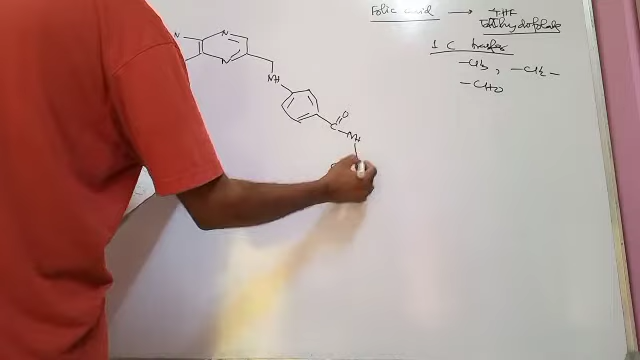 Folic acid ⟶ THF
Tetrahydrofolate
1 C transfer
-CH3, -CH2-
-CHO
N N
N
NH
C O
NH